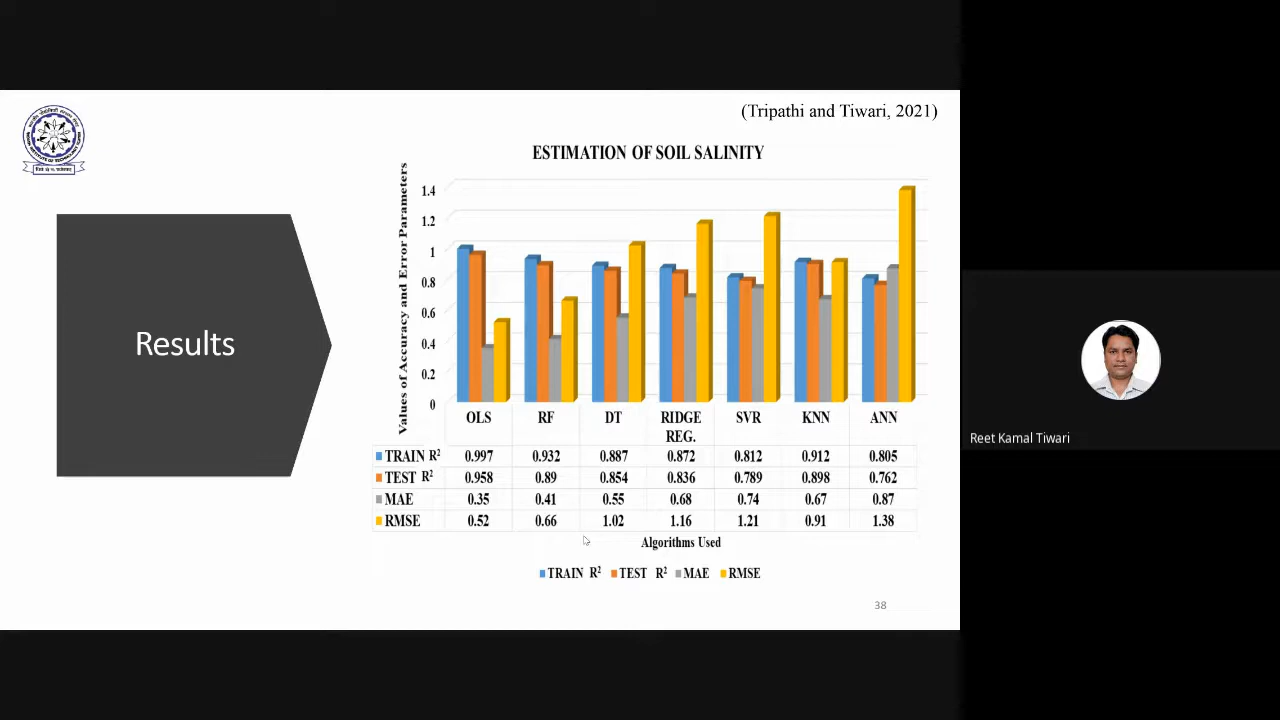 (Tripathi and Tiwari, 2021)
ESTIMATION OF SOIL SALINITY
Values of Accuracy and Error Parameters
1.4
1.2
1
0.8
0.6
0.4
0.2
0
OLS RF DT RIDGE REG. SVR KNN ANN
TRAIN R² 0.997 0.932 0.887 0.872 0.812 0.912 0.805
TEST R² 0.958 0.89 0.854 0.836 0.789 0.898 0.762
MAE 0.35 0.41 0.55 0.68 0.74 0.67 0.87
RMSE 0.52 0.66 1.02 1.16 1.21 0.91 1.38
Algorithms Used
TRAIN R² TEST R² MAE RMSE
Results
38
Reet Kamal Tiwari